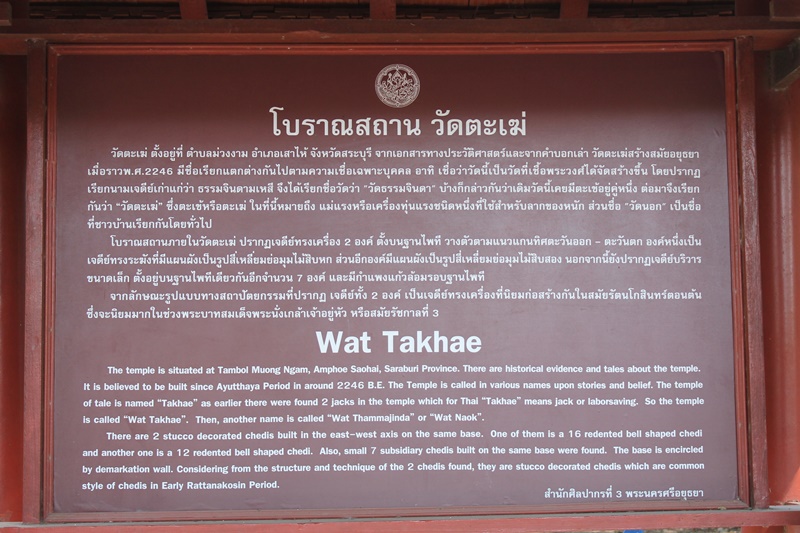 โบราณสถาน วัดตะเฆ่
วัดตะเฆ่ ตั้งอยู่ที่ ตำบลม่วงงาม อำเภอเสาไห้ จังหวัดสระบุรี จากเอกสารทางประวัติศาสตร์และจากคำบอกเล่า วัดตะเฆ่สร้างสมัยอยุธยา
เมื่อราวพ.ศ.2246 มีชื่อเรียกแตกต่างกันไปตามความเชื่อเฉพาะบุคคล อาทิ เชื่อว่าวัดนี้เป็นวัดที่เชื้อพระวงศ์ได้จัดสร้างขึ้น โดยปรากฏ
เรียกนามเจดีย์เก่าแก่ว่า ธรรมจินดามเหสี จึงได้เรียกชื่อวัดว่า "วัดธรรมจินดา" บ้างก็กล่าวกันว่าเดิมวัดนี้เคยมีตะเข้อยู่คู่หนึ่ง ต่อมาจึงเรียก
กันว่า "วัดตะเฆ่" ซึ่งตะเข้หรือตะเฆ่ ในที่นี้หมายถึง แม่แรงหรือเครื่องทุ่นแรงชนิดหนึ่งที่ใช้สำหรับลากของหนัก ส่วนชื่อ "วัดนอก" เป็นชื่อ
ที่ชาวบ้านเรียกกันโดยทั่วไป
โบราณสถานภายในวัดตะเฆ่ ปรากฏเจดีย์ทรงเครื่อง 2 องค์ ตั้งบนฐานไพที วางตัวตามแนวแกนทิศตะวันออก – ตะวันตก องค์หนึ่งเป็น
เจดีย์ทรงระฆังที่มีแผนผังเป็นรูปสี่เหลี่ยมย่อมุมไม้สิบหก ส่วนอีกองค์มีแผนผังเป็นรูปสี่เหลี่ยมย่อมุมไม้สิบสอง นอกจากนี้ยังปรากฏเจดีย์บริวาร
ขนาดเล็ก ตั้งอยู่บนฐานไพทีเดียวกันอีกจำนวน 7 องค์ และมีกำแพงแก้วล้อมรอบฐานไพที
จากลักษณะรูปแบบทางสถาปัตยกรรมที่ปรากฏ เจดีย์ทั้ง 2 องค์ เป็นเจดีย์ทรงเครื่องที่นิยมก่อสร้างกันในสมัยรัตนโกสินทร์ตอนต้น
ซึ่งจะนิยมมากในช่วงพระบาทสมเด็จพระนั่งเกล้าเจ้าอยู่หัว หรือสมัยรัชกาลที่ 3
Wat Takhae
The temple is situated at Tambol Muong Ngam, Amphoe Saohai, Saraburi Province. There are historical evidence and tales about the temple.
It is believed to be built since Ayutthaya Period in around 2246 B.E. The Temple is called in various names upon stories and belief. The temple
of tale is named "Takhae" as earlier there were found 2 jacks in the temple which for Thai "Takhae" means jack or laborsaving. So the temple
is called "Wat Takhae". Then, another name is called "Wat Thammajinda" or "Wat Naok".
There are 2 stucco decorated chedis built in the east-west axis on the same base. One of them is a 16 redented bell shaped chedi
and another one is a 12 redented bell shaped chedi. Also, small 7 subsidiary chedis built on the same base were found. The base is encircled
by demarkation wall. Considering from the structure and technique of the 2 chedis found, they are stucco decorated chedis which are common
style of chedis in Early Rattanakosin Period.
สำนักศิลปากรที่ 3 พระนครศรีอยุธยา